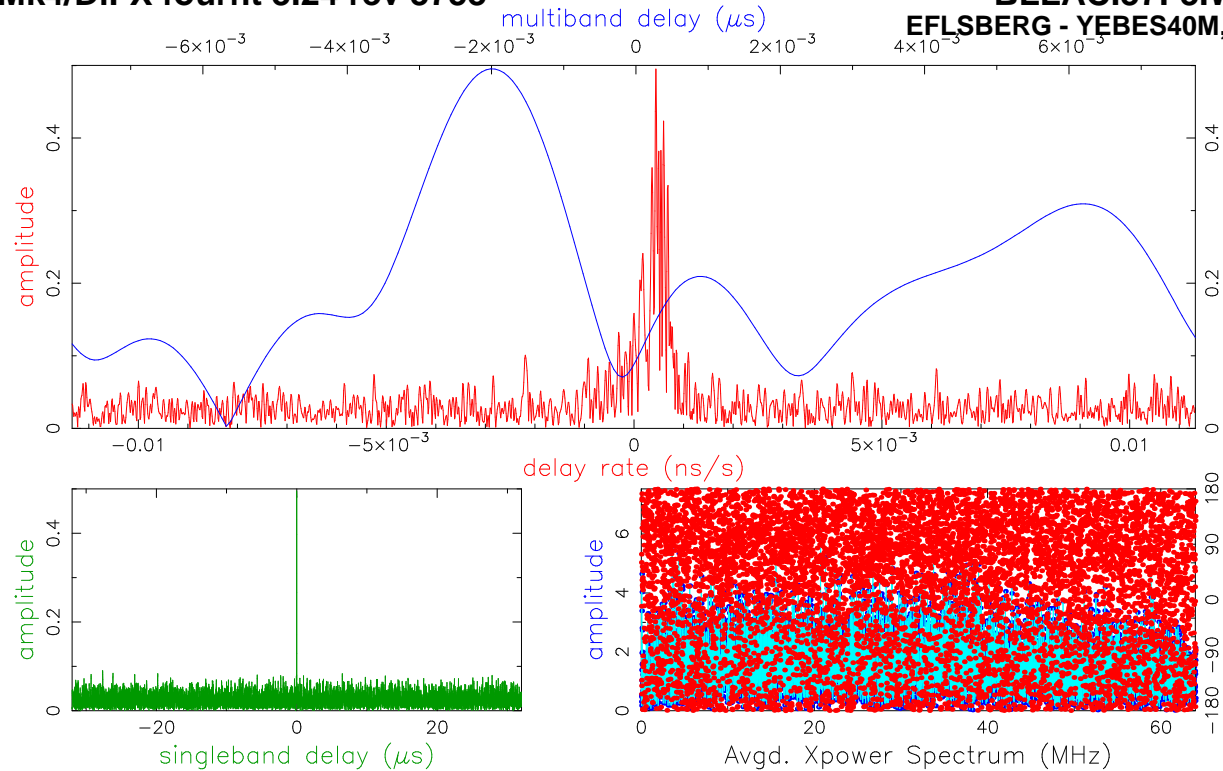 multiband delay (μs)
EFLSBERG - YEBES40M,
−6×10⁻³ −4×10⁻³ −2×10⁻³ 0 2×10⁻³ 4×10⁻³ 6×10⁻³
amplitude
0 0.2 0.4
0 0.2 0.4
−0.01 −5×10⁻³ 0 5×10⁻³ 0.01
delay rate (ns/s)
amplitude
0 0.2 0.4
−20 0 20
singleband delay (μs)
amplitude
0 2 4 6
−180 −90 0 90 180
0 20 40 60
Avgd. Xpower Spectrum (MHz)